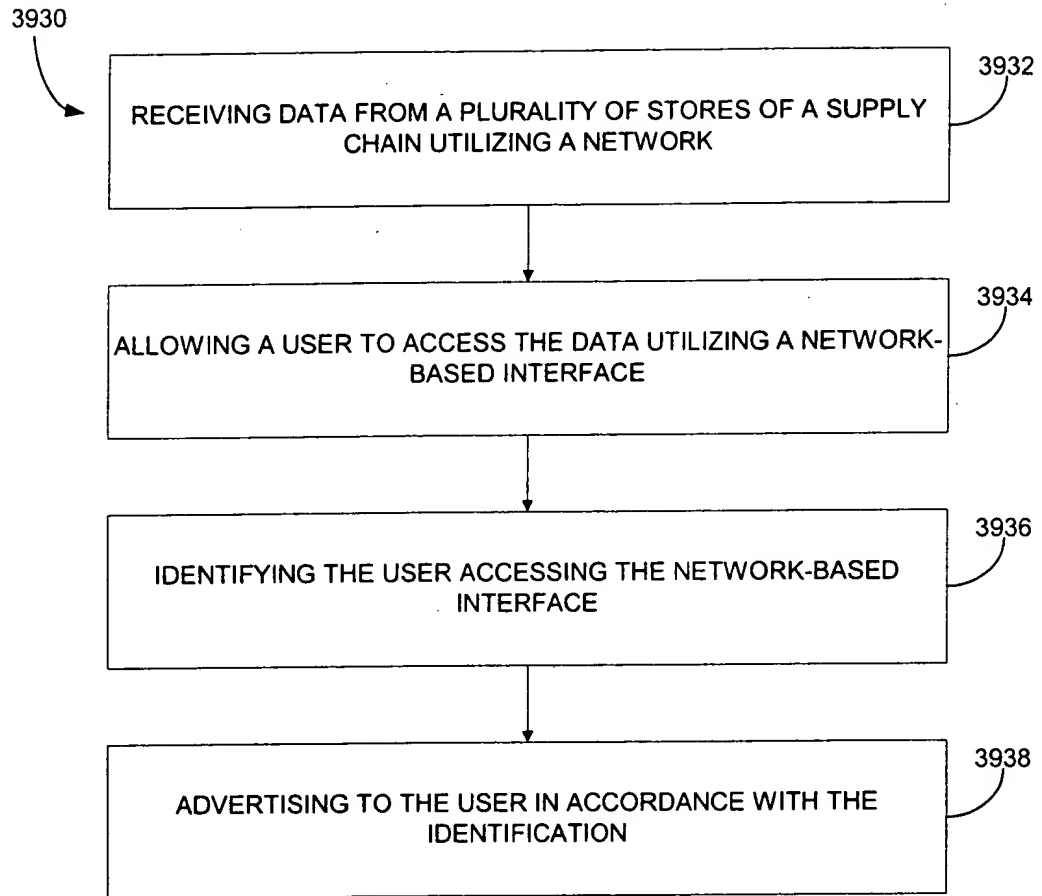 3930
3932
RECEIVING DATA FROM A PLURALITY OF STORES OF A SUPPLY
CHAIN UTILIZING A NETWORK
3934
ALLOWING A USER TO ACCESS THE DATA UTILIZING A NETWORK-
BASED INTERFACE
3936
IDENTIFYING THE USER ACCESSING THE NETWORK-BASED
INTERFACE
3938
ADVERTISING TO THE USER IN ACCORDANCE WITH THE
IDENTIFICATION